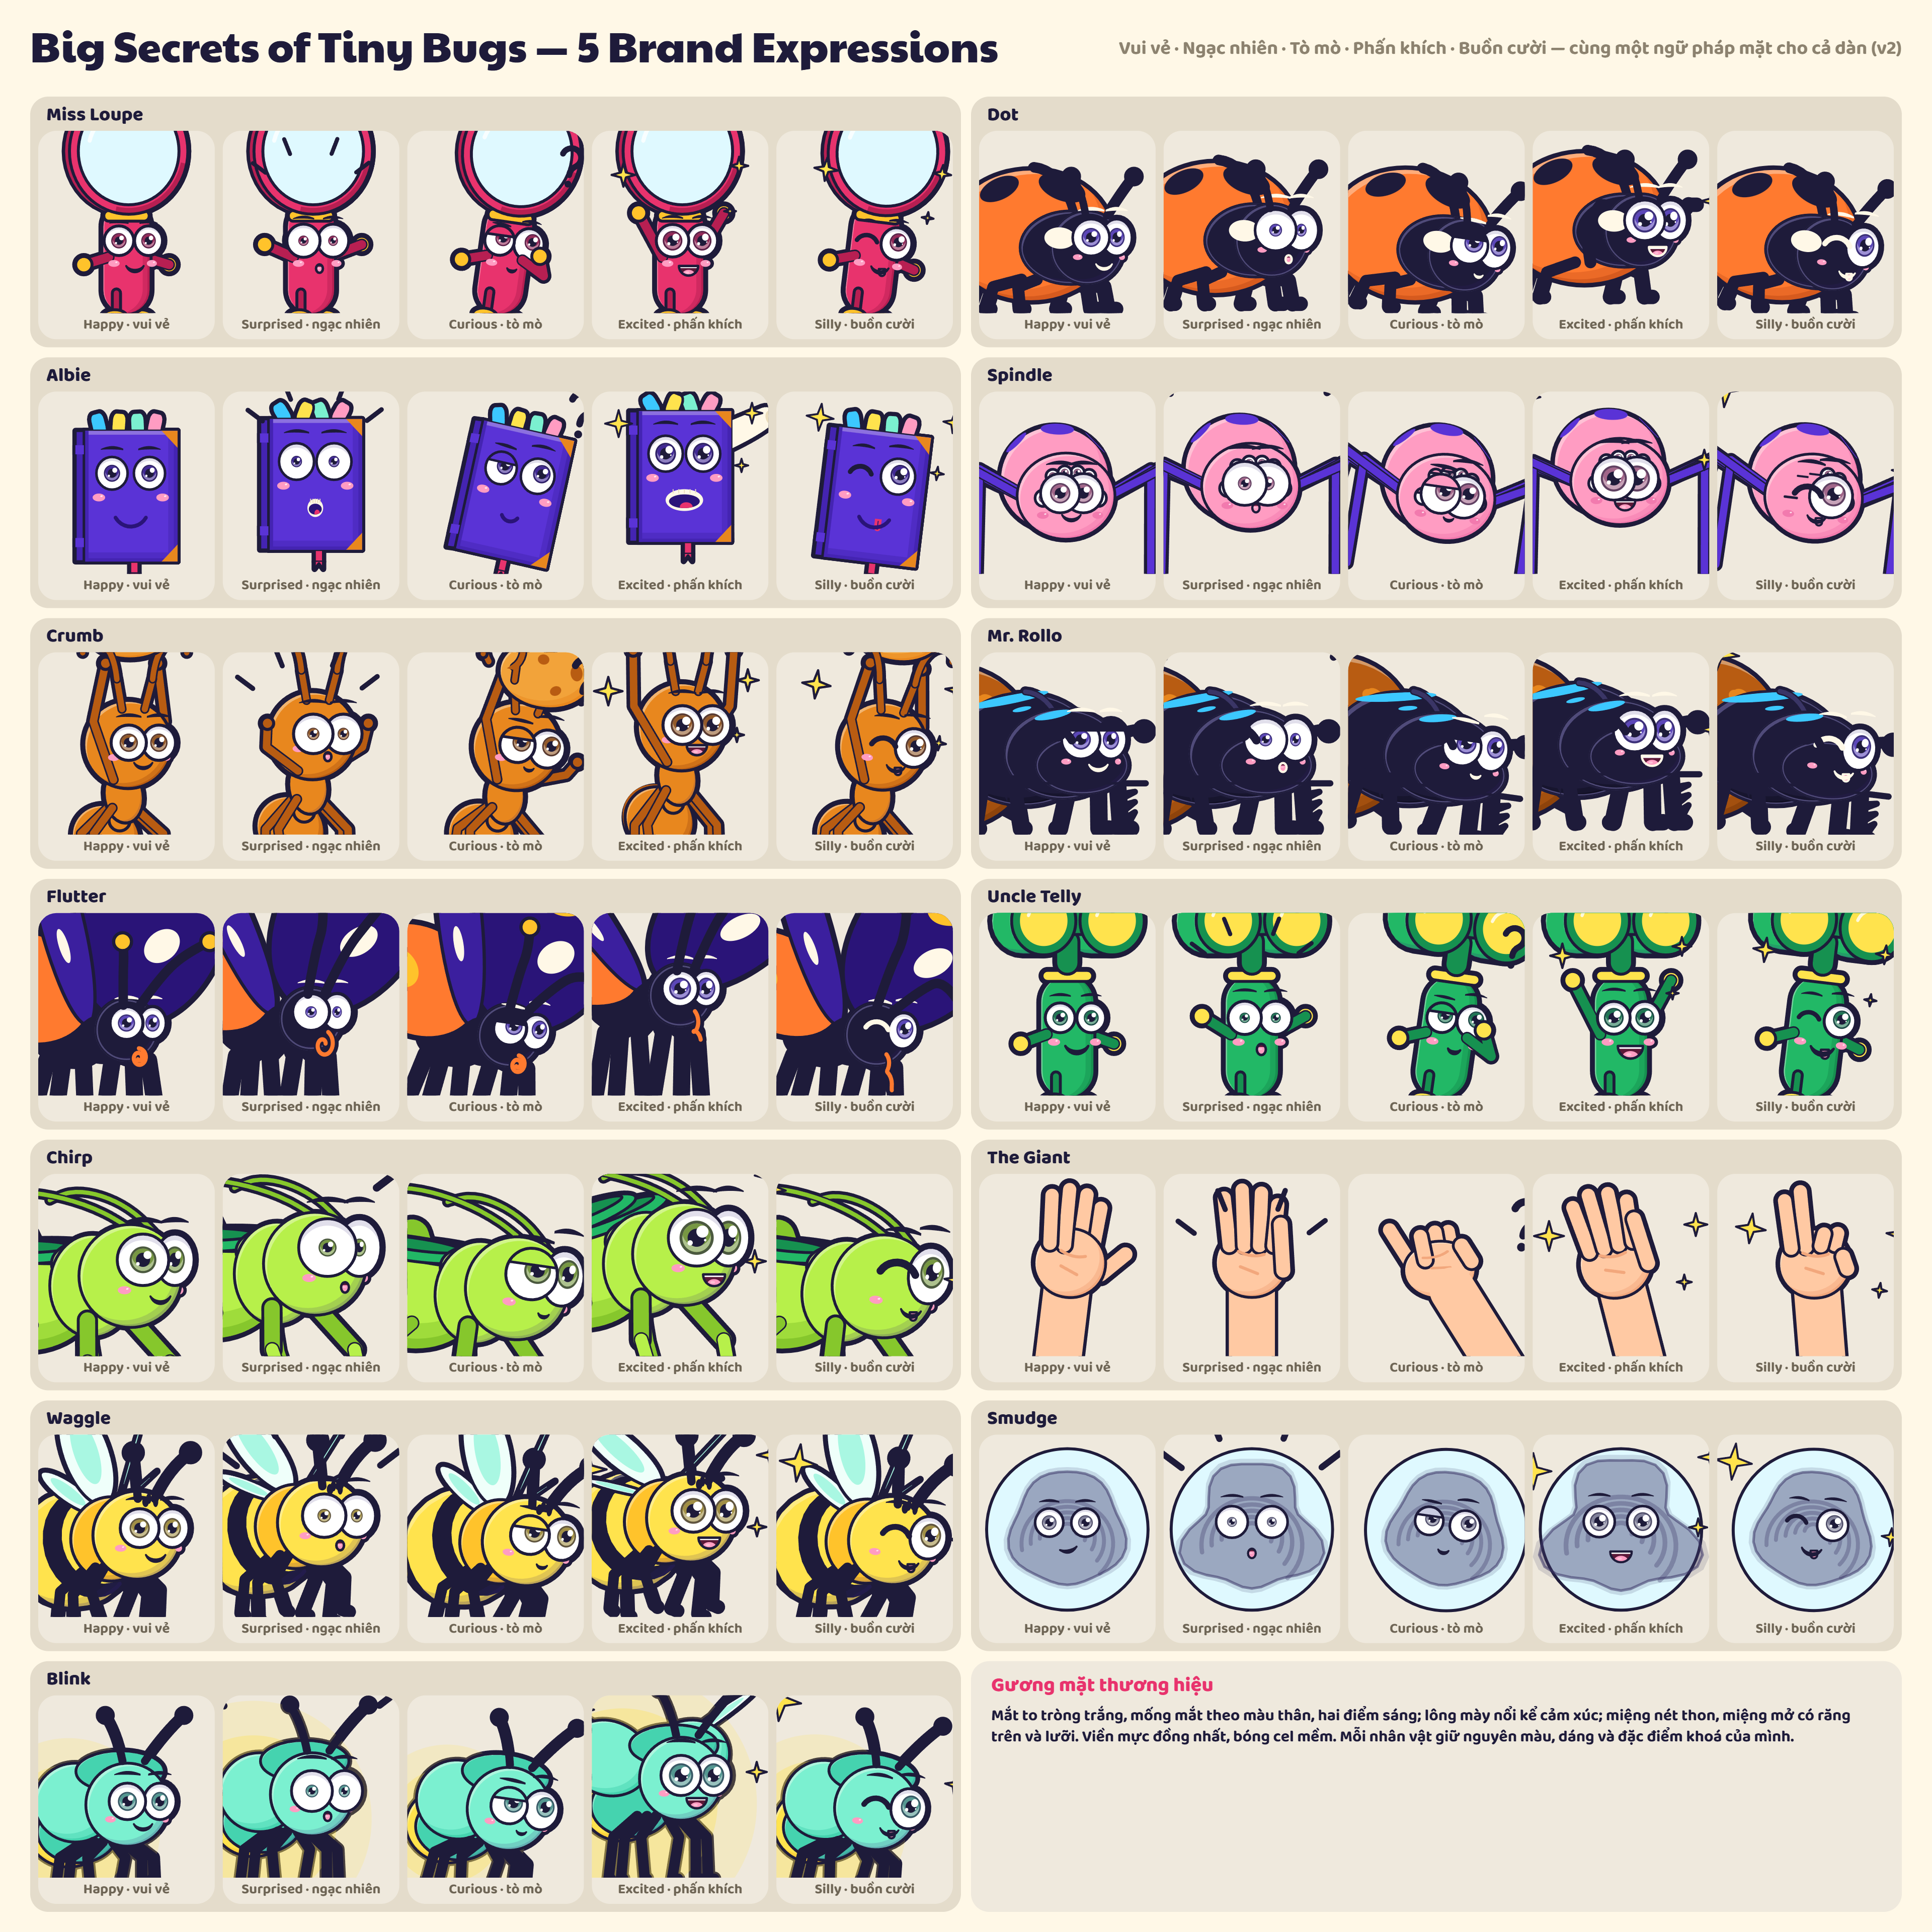 Big Secrets of Tiny Bugs — 5 Brand Expressions
Vui vẻ · Ngạc nhiên · Tò mò · Phấn khích · Buồn cười — cùng một ngữ pháp mặt cho cả dàn (v2)
Miss Loupe
Happy · vui vẻ
Surprised · ngạc nhiên
Curious · tò mò
Excited · phấn khích
Silly · buồn cười
Dot
Happy · vui vẻ
Surprised · ngạc nhiên
Curious · tò mò
Excited · phấn khích
Silly · buồn cười
Albie
Happy · vui vẻ
Surprised · ngạc nhiên
Curious · tò mò
Excited · phấn khích
Silly · buồn cười
Spindle
Happy · vui vẻ
Surprised · ngạc nhiên
Curious · tò mò
Excited · phấn khích
Silly · buồn cười
Crumb
Happy · vui vẻ
Surprised · ngạc nhiên
Curious · tò mò
Excited · phấn khích
Silly · buồn cười
Mr. Rollo
Happy · vui vẻ
Surprised · ngạc nhiên
Curious · tò mò
Excited · phấn khích
Silly · buồn cười
Flutter
Happy · vui vẻ
Surprised · ngạc nhiên
Curious · tò mò
Excited · phấn khích
Silly · buồn cười
Uncle Telly
Happy · vui vẻ
Surprised · ngạc nhiên
Curious · tò mò
Excited · phấn khích
Silly · buồn cười
Chirp
Happy · vui vẻ
Surprised · ngạc nhiên
Curious · tò mò
Excited · phấn khích
Silly · buồn cười
The Giant
Happy · vui vẻ
Surprised · ngạc nhiên
Curious · tò mò
Excited · phấn khích
Silly · buồn cười
Waggle
Happy · vui vẻ
Surprised · ngạc nhiên
Curious · tò mò
Excited · phấn khích
Silly · buồn cười
Smudge
Happy · vui vẻ
Surprised · ngạc nhiên
Curious · tò mò
Excited · phấn khích
Silly · buồn cười
Blink
Happy · vui vẻ
Surprised · ngạc nhiên
Curious · tò mò
Excited · phấn khích
Silly · buồn cười
Gương mặt thương hiệu
Mắt to tròng trắng, mống mắt theo màu thân, hai điểm sáng; lông mày nổi kể cảm xúc; miệng nét thon, miệng mở có răng
trên và lưỡi. Viền mực đồng nhất, bóng cel mềm. Mỗi nhân vật giữ nguyên màu, dáng và đặc điểm khoá của mình.